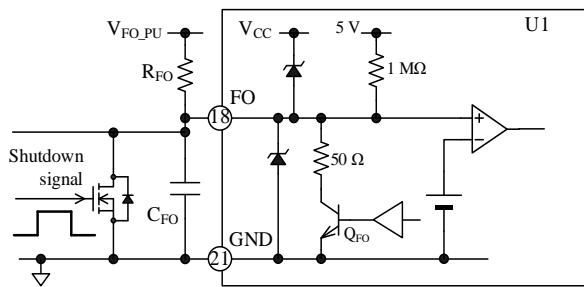 U1
V_FO_PU
V_CC
5 V
R_FO
1 MΩ
FO
18
+
−
Shutdown
signal
50 Ω
C_FO
GND
Q_FO
21